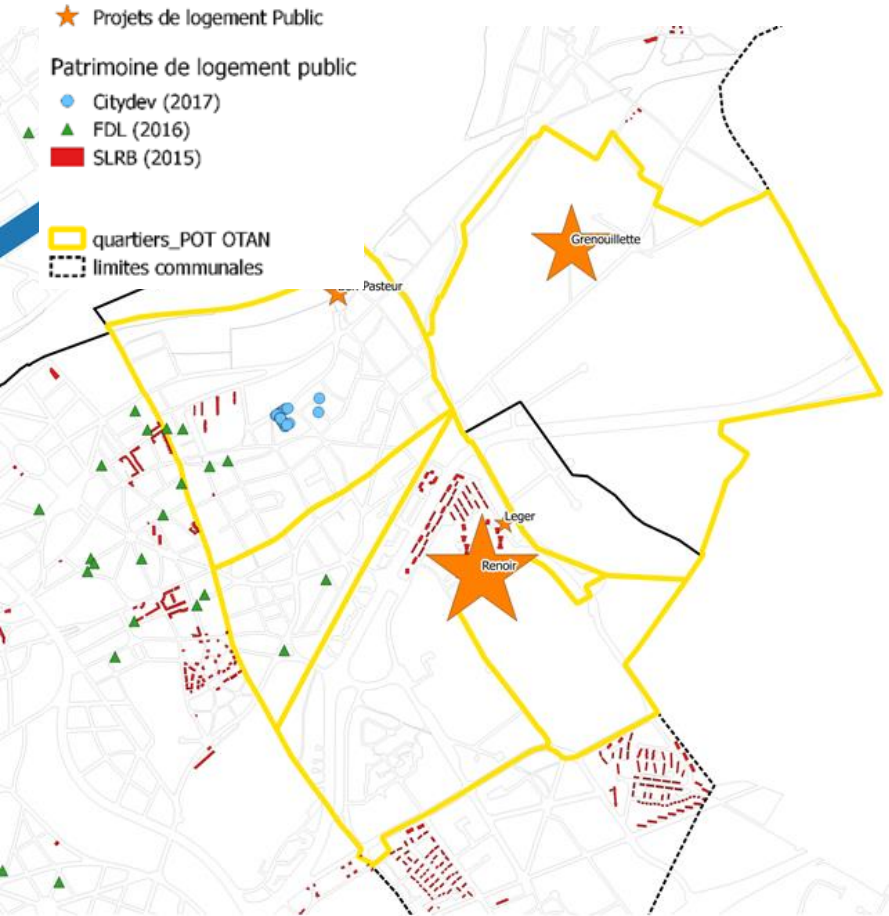 Projets de logement Public
Patrimoine de logement public
Citydev (2017)
FDL (2016)
SLRB (2015)
quartiers_POT OTAN
limites communales
Grenouillette
Pasteur
Leger
Renoir